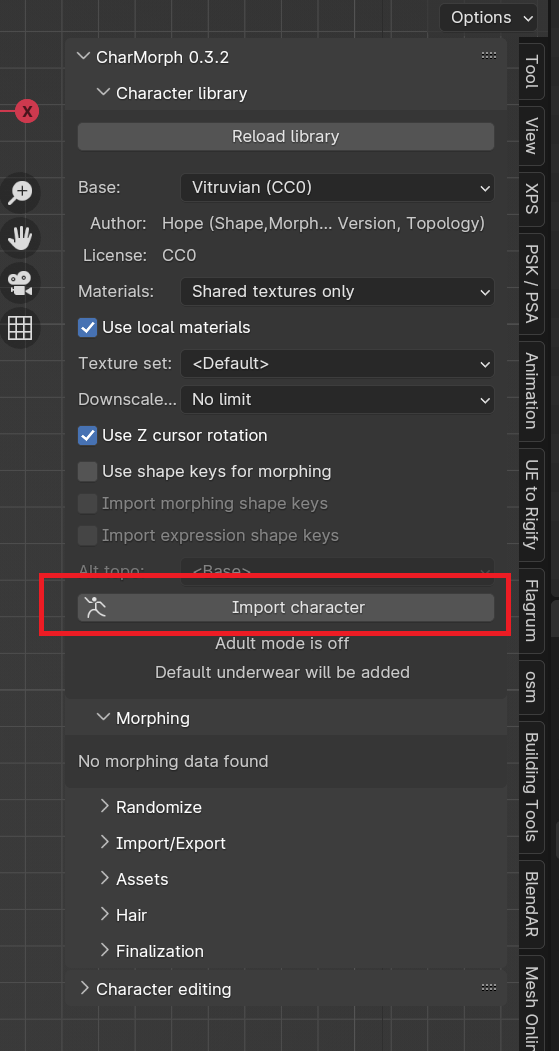 Options
CharMorph 0.3.2
Character library
Reload library
Base: Vitruvian (CC0)
Author: Hope (Shape,Morph... Version, Topology)
License: CC0
Materials: Shared textures only
Use local materials
Texture set: <Default>
Downscale... No limit
Use Z cursor rotation
Use shape keys for morphing
Import morphing shape keys
Import expression shape keys
Alt topo: <Base>
Import character
Adult mode is off
Default underwear will be added
Morphing
No morphing data found
Randomize
Import/Export
Assets
Hair
Finalization
Character editing
X
Tool
View
XPS
PSK / PSA
Animation
UE to Rigify
Flagrum
osm
Building Tools
BlendAR
Mesh Onlin